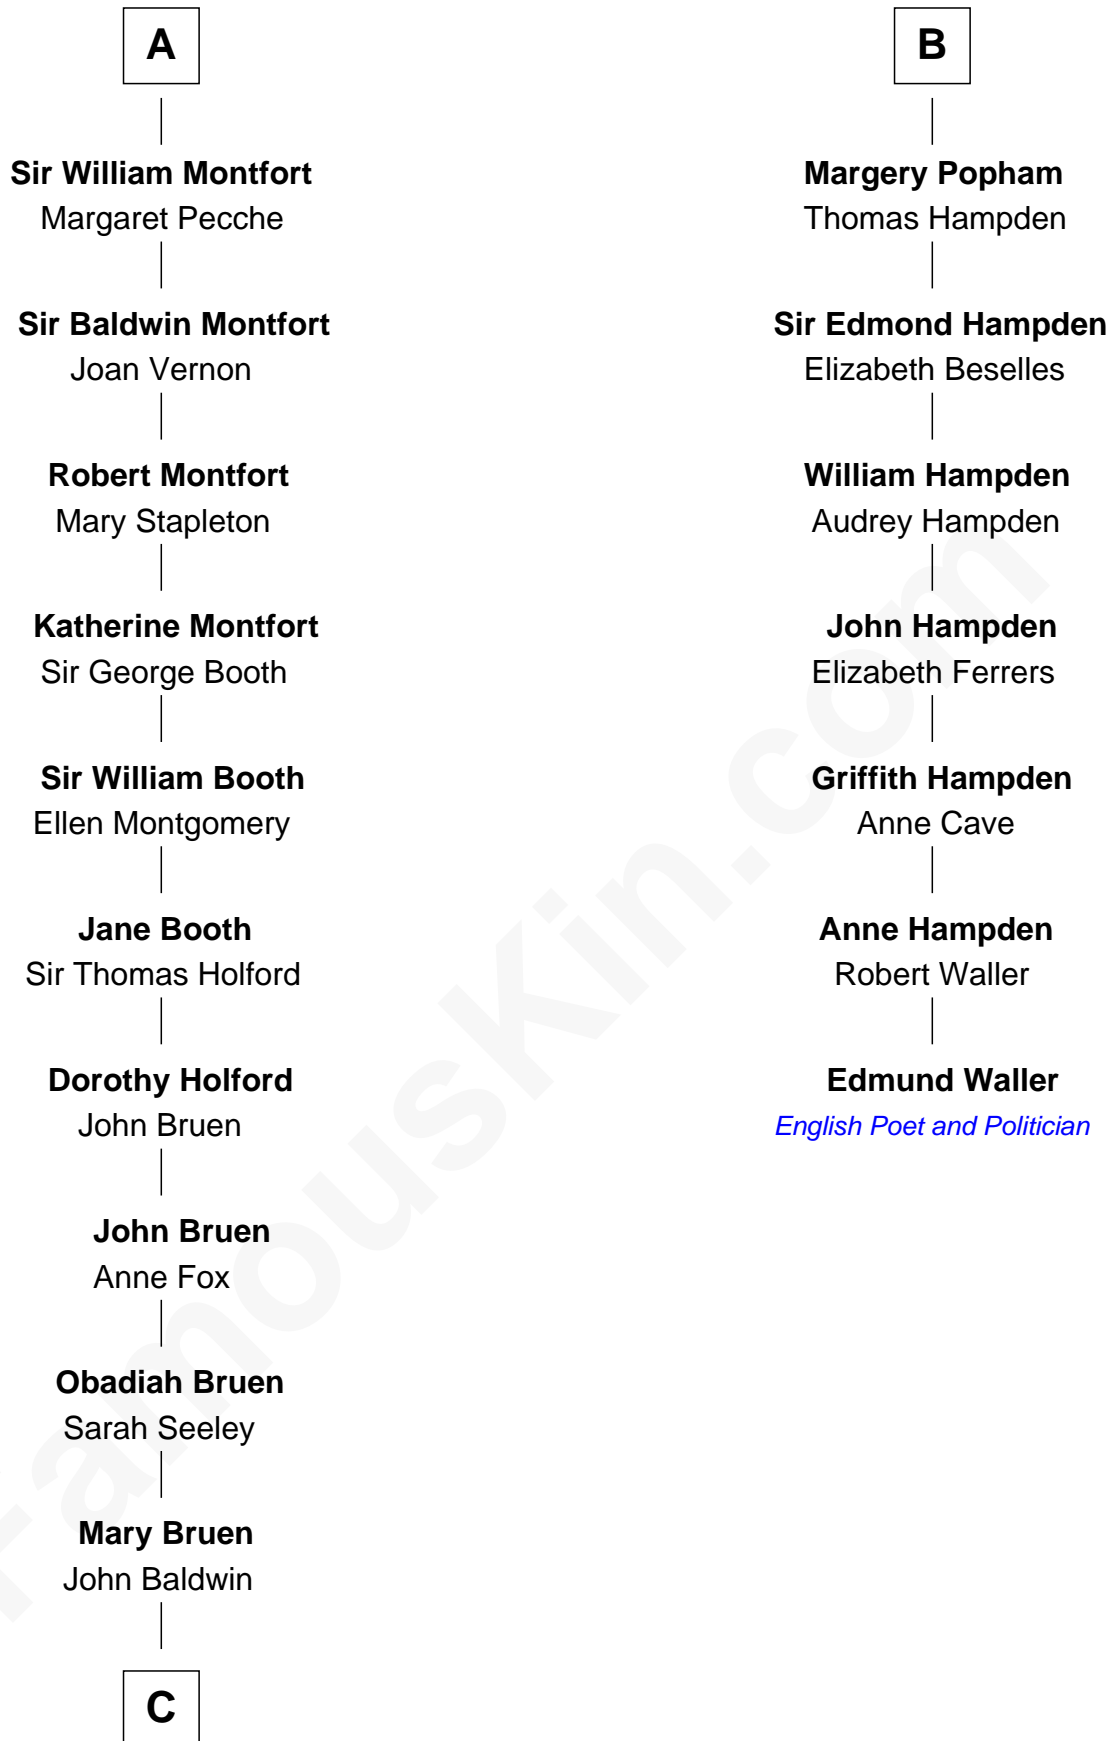 A
Sir William Montfort
Margaret Pecche
Sir Baldwin Montfort
Joan Vernon
Robert Montfort
Mary Stapleton
Katherine Montfort
Sir George Booth
Sir William Booth
Ellen Montgomery
Jane Booth
Sir Thomas Holford
Dorothy Holford
John Bruen
John Bruen
Anne Fox
Obadiah Bruen
Sarah Seeley
Mary Bruen
John Baldwin
C
B
Margery Popham
Thomas Hampden
Sir Edmond Hampden
Elizabeth Beselles
William Hampden
Audrey Hampden
John Hampden
Elizabeth Ferrers
Griffith Hampden
Anne Cave
Anne Hampden
Robert Waller
Edmund Waller
English Poet and Politician
FamousKin.com